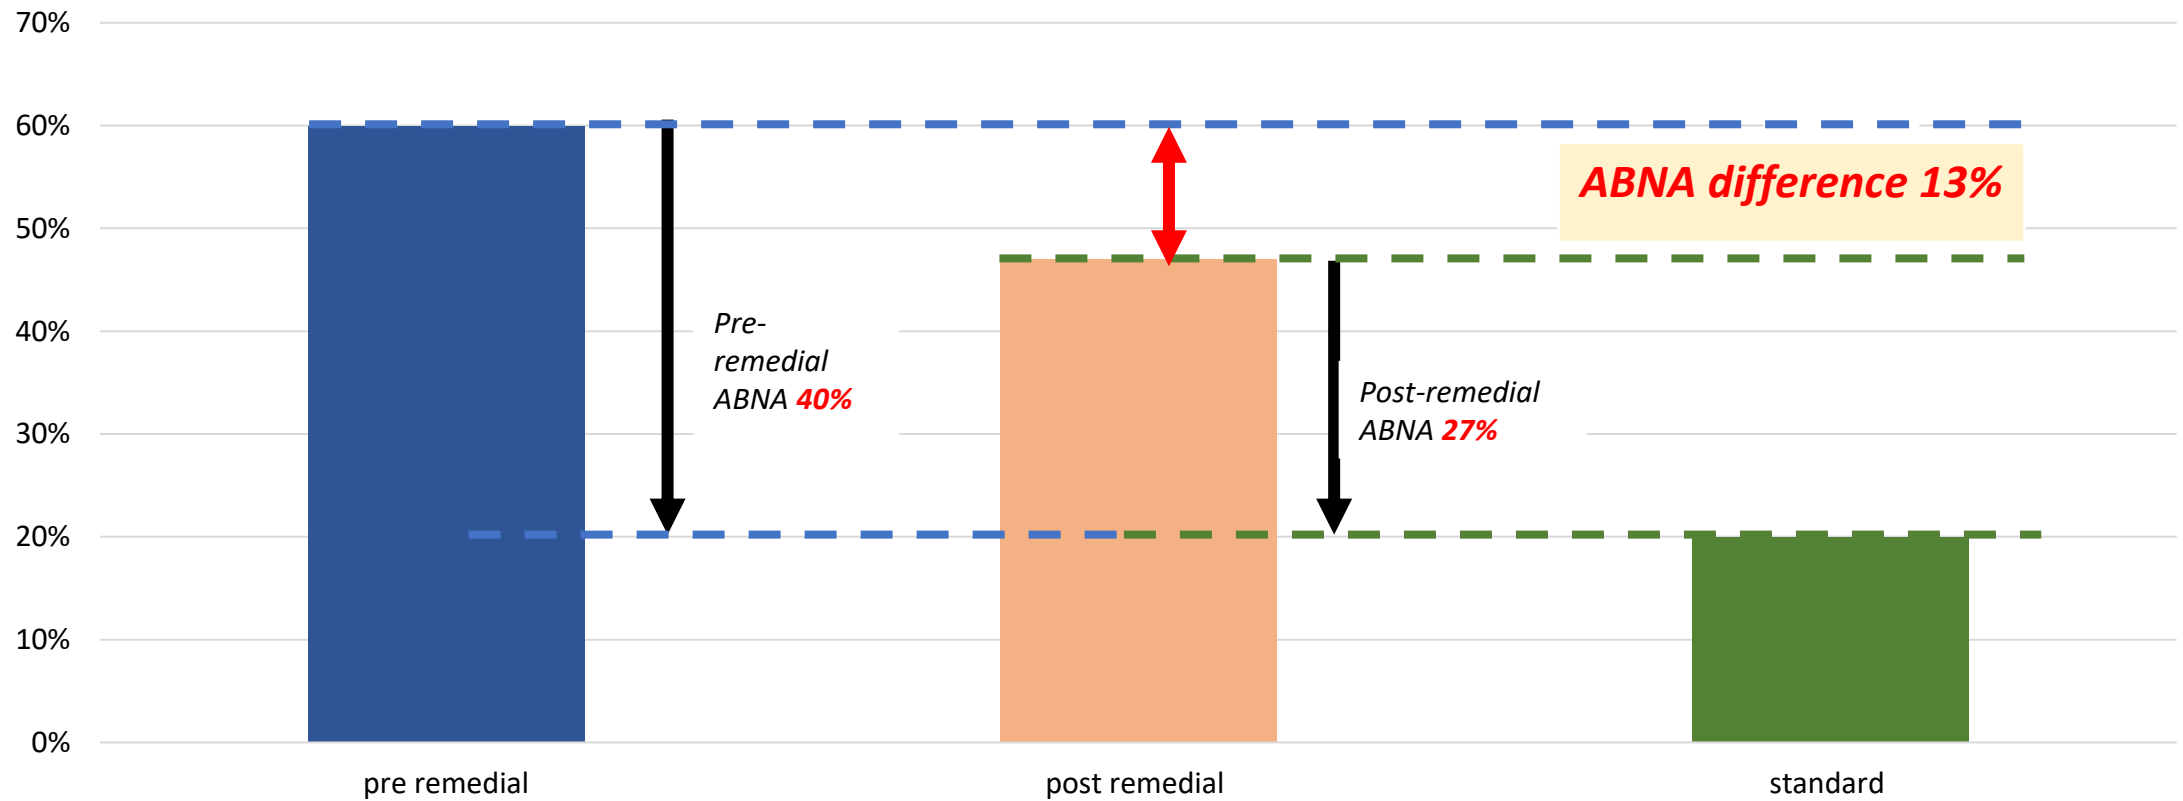 70%
60%
ABNA difference 13%
50%
Pre-
remedial
ABNA 40%
40%
Post-remedial
ABNA 27%
30%
20%
10%
0%
pre remedial
post remedial
standard